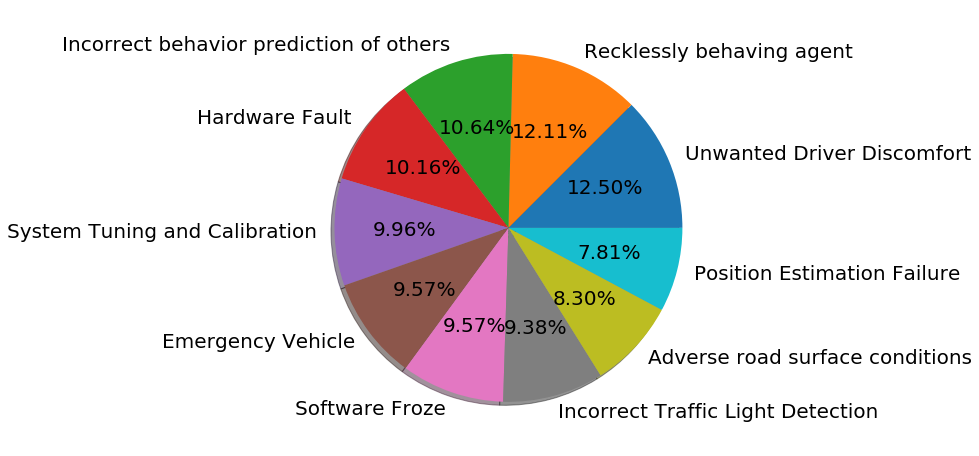 Incorrect behavior prediction of others
Recklessly behaving agent
Hardware Fault
10.64%
12.11%
Unwanted Driver Discomfort
10.16%
12.50%
System Tuning and Calibration
9.96%
7.81%
Position Estimation Failure
9.57%
8.30%
Emergency Vehicle
9.57%
9.38%
Adverse road surface conditions
Software Froze
Incorrect Traffic Light Detection